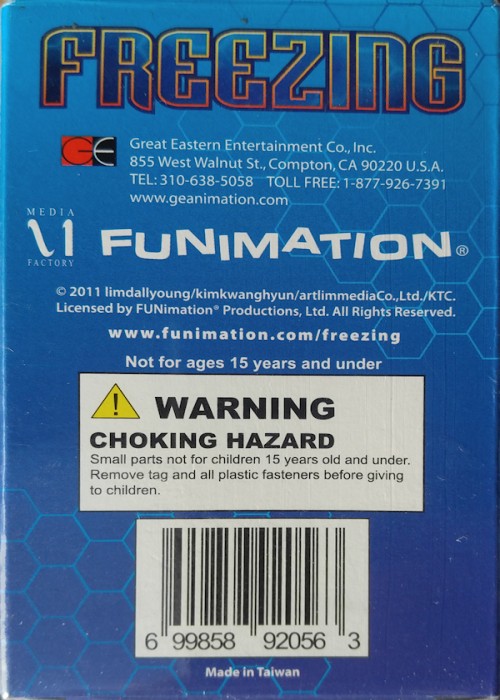 FREEZING
GE
Great Eastern Entertainment Co., Inc.
855 West Walnut St., Compton, CA 90220 U.S.A.
TEL: 310-638-5058 TOLL FREE: 1-877-926-7391
www.geanimation.com
MEDIA
FACTORY
FUNIMATION®
© 2011 limdallyoung/kimkwanghyun/artlimmediaCo.,Ltd./KTC.
Licensed by FUNimation® Productions, Ltd. All Rights Reserved.
www.funimation.com/freezing
Not for ages 15 years and under
WARNING
CHOKING HAZARD
Small parts not for children 15 years old and under.
Remove tag and all plastic fasteners before giving
to children.
6 99858 92056 3
Made in Taiwan